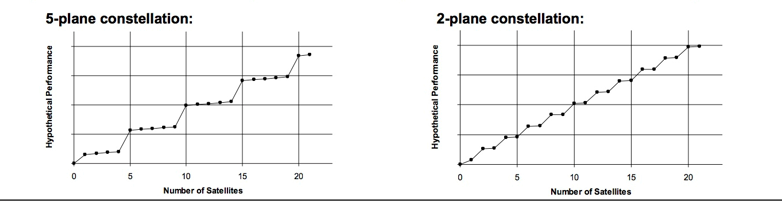 5-plane constellation:
Hypothetical Performance
0 5 10 15 20
Number of Satellites
2-plane constellation:
Hypothetical Performance
0 5 10 15 20
Number of Satellites